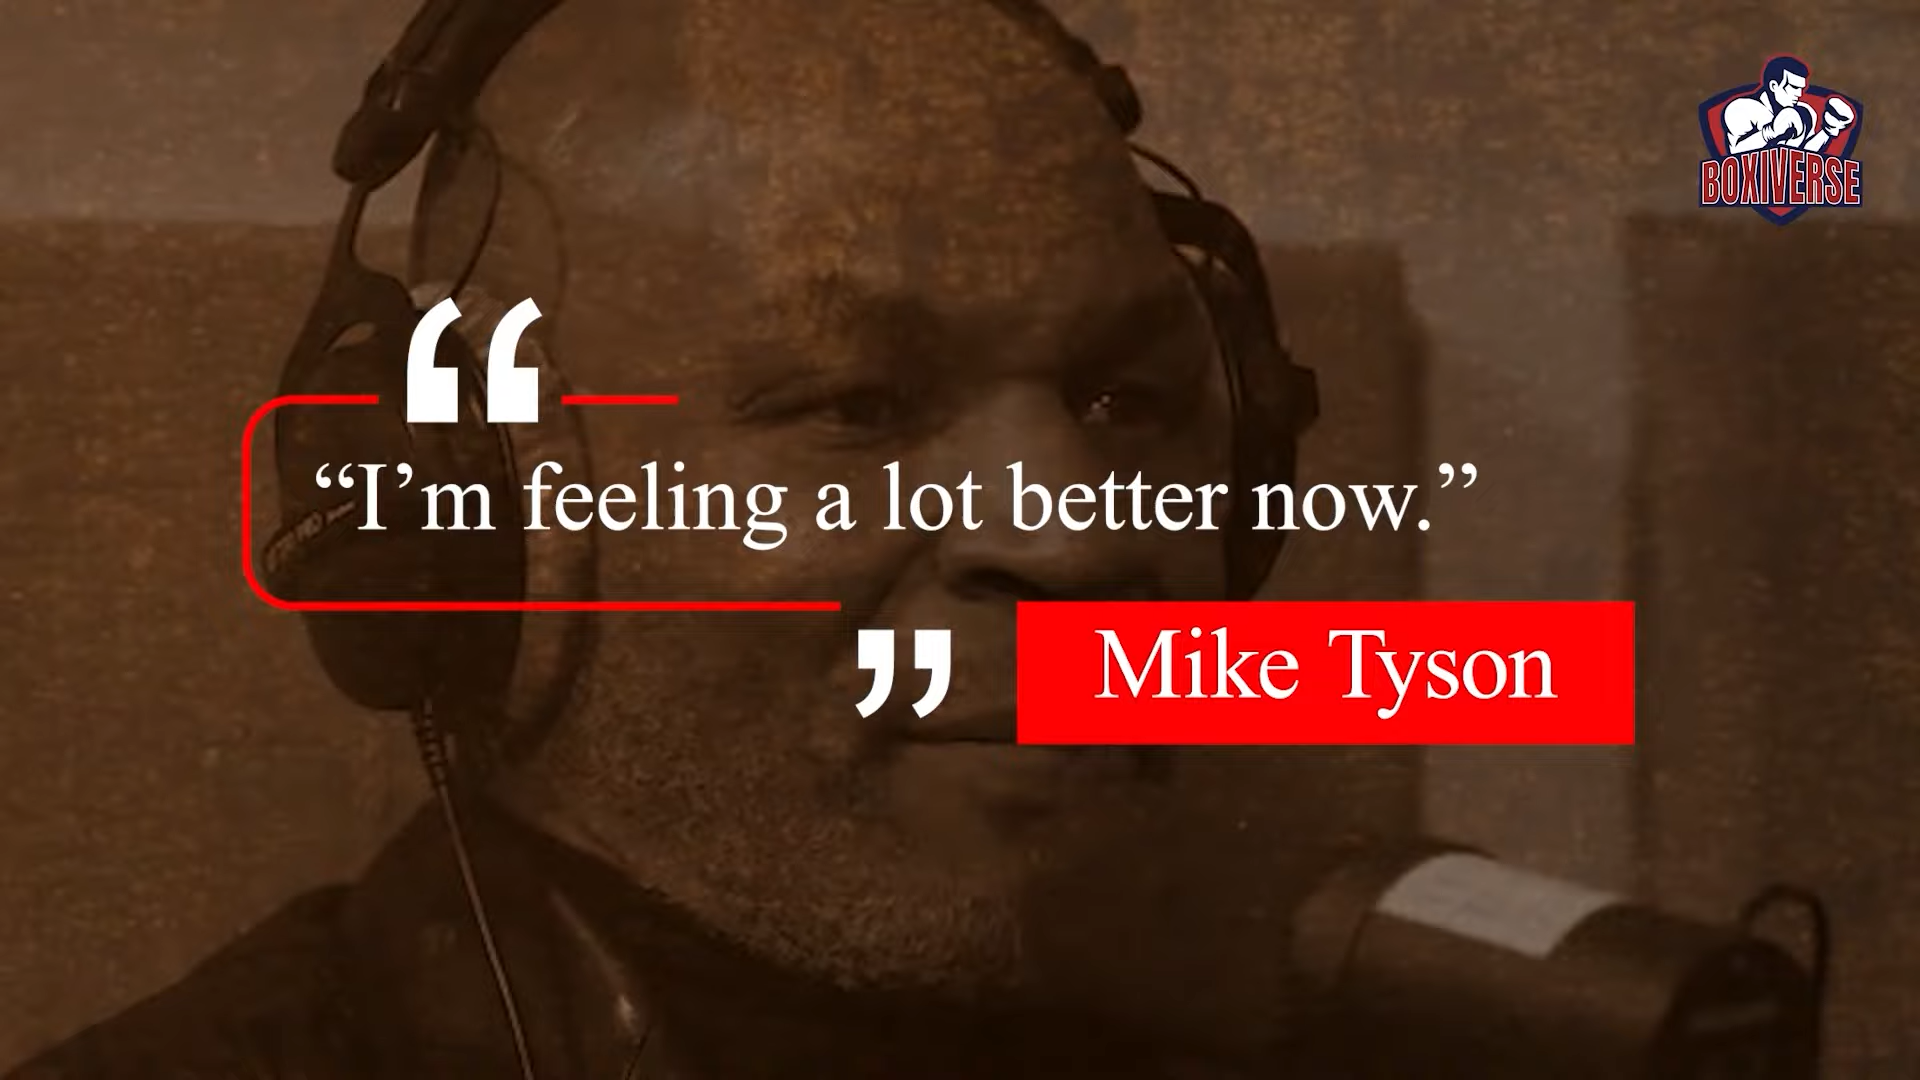 BOXIVERSE
“
“I’m feeling a lot better now.”
”
Mike Tyson